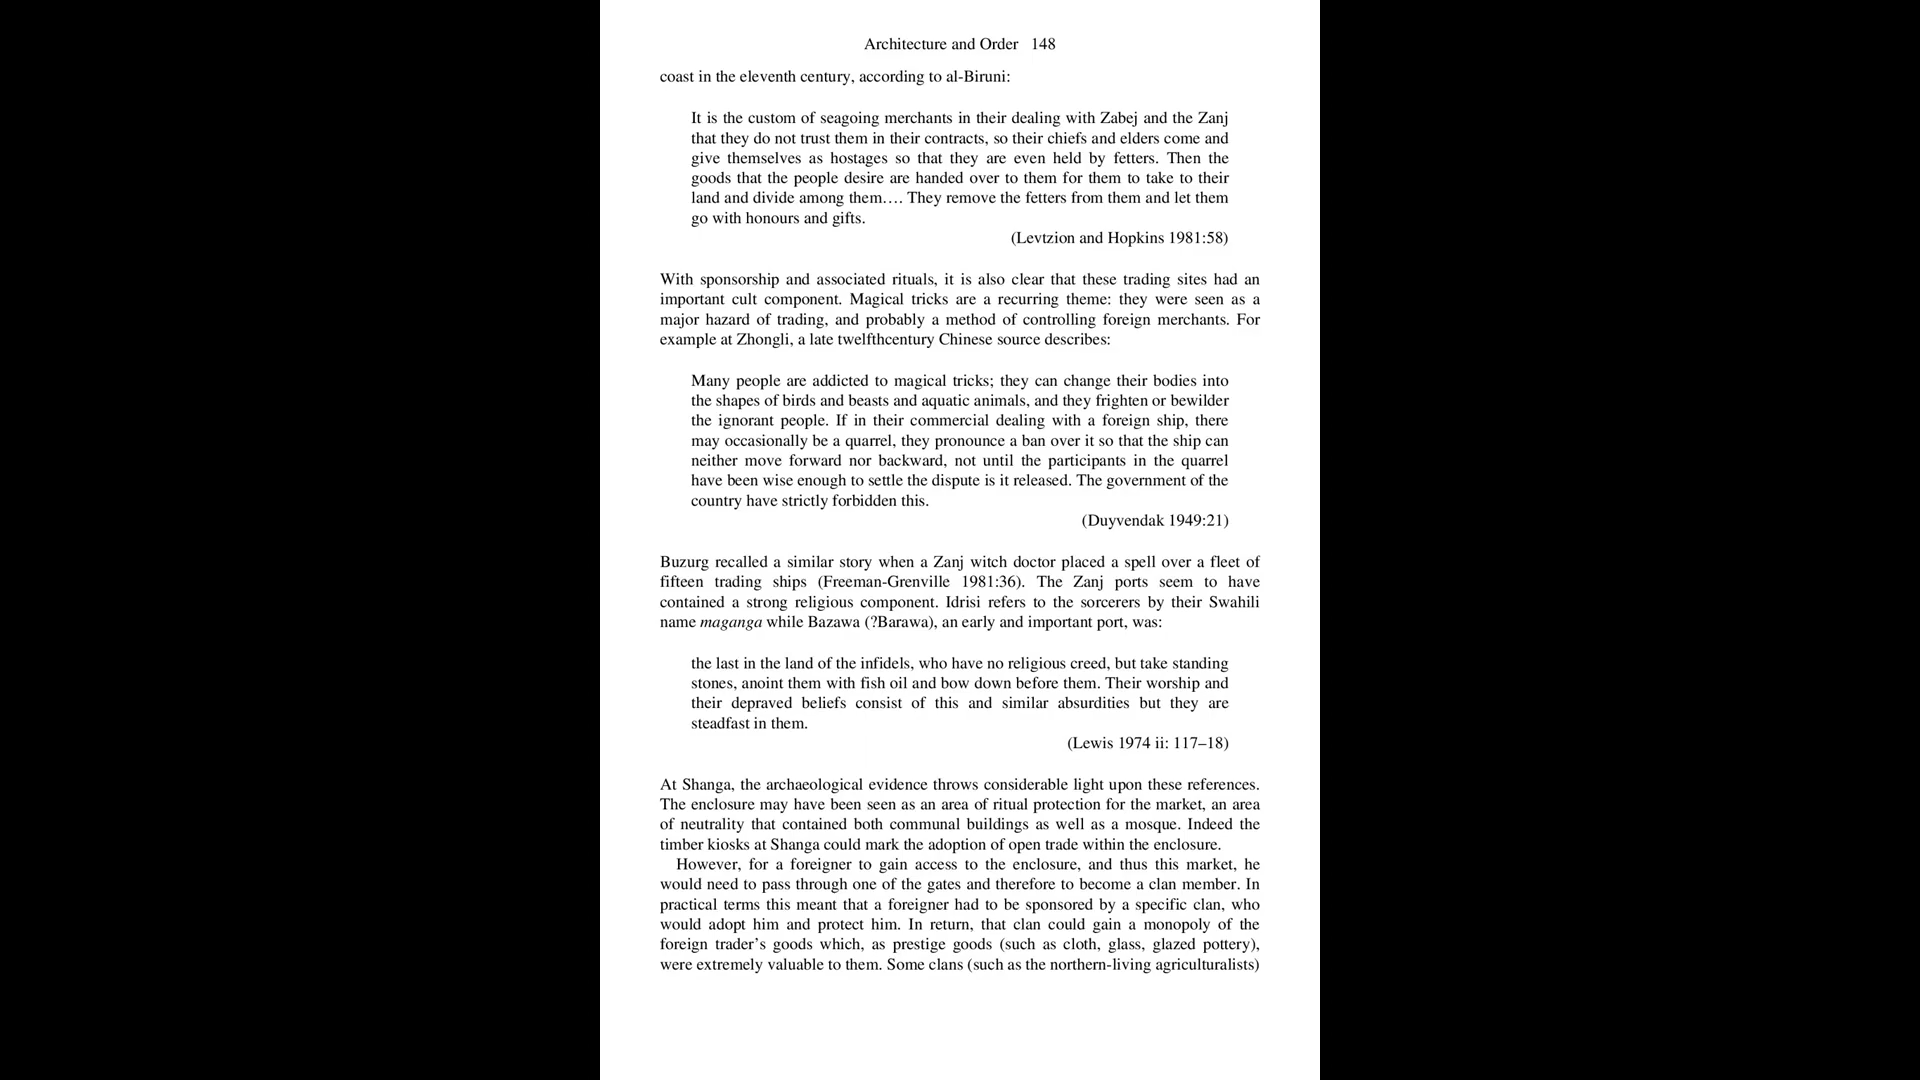 Architecture and Order 148
coast in the eleventh century, according to al-Biruni:
It is the custom of seagoing merchants in their dealing with Zabej and the Zanj
that they do not trust them in their contracts, so their chiefs and elders come and
give themselves as hostages so that they are even held by fetters. Then the
goods that the people desire are handed over to them for them to take to their
land and divide among them…. They remove the fetters from them and let them
go with honours and gifts.
(Levtzion and Hopkins 1981:58)
With sponsorship and associated rituals, it is also clear that these trading sites had an
important cult component. Magical tricks are a recurring theme: they were seen as a
major hazard of trading, and probably a method of controlling foreign merchants. For
example at Zhongli, a late twelfthcentury Chinese source describes:
Many people are addicted to magical tricks; they can change their bodies into
the shapes of birds and beasts and aquatic animals, and they frighten or bewilder
the ignorant people. If in their commercial dealing with a foreign ship, there
may occasionally be a quarrel, they pronounce a ban over it so that the ship can
neither move forward nor backward, not until the participants in the quarrel
have been wise enough to settle the dispute is it released. The government of the
country have strictly forbidden this.
(Duyvendak 1949:21)
Buzurg recalled a similar story when a Zanj witch doctor placed a spell over a fleet of
fifteen trading ships (Freeman-Grenville 1981:36). The Zanj ports seem to have
contained a strong religious component. Idrisi refers to the sorcerers by their Swahili
name maganga while Bazawa (?Barawa), an early and important port, was:
the last in the land of the infidels, who have no religious creed, but take standing
stones, anoint them with fish oil and bow down before them. Their worship and
their depraved beliefs consist of this and similar absurdities but they are
steadfast in them.
(Lewis 1974 ii: 117–18)
At Shanga, the archaeological evidence throws considerable light upon these references.
The enclosure may have been seen as an area of ritual protection for the market, an area
of neutrality that contained both communal buildings as well as a mosque. Indeed the
timber kiosks at Shanga could mark the adoption of open trade within the enclosure.
However, for a foreigner to gain access to the enclosure, and thus this market, he
would need to pass through one of the gates and therefore to become a clan member. In
practical terms this meant that a foreigner had to be sponsored by a specific clan, who
would adopt him and protect him. In return, that clan could gain a monopoly of the
foreign trader's goods which, as prestige goods (such as cloth, glass, glazed pottery),
were extremely valuable to them. Some clans (such as the northern-living agriculturalists)